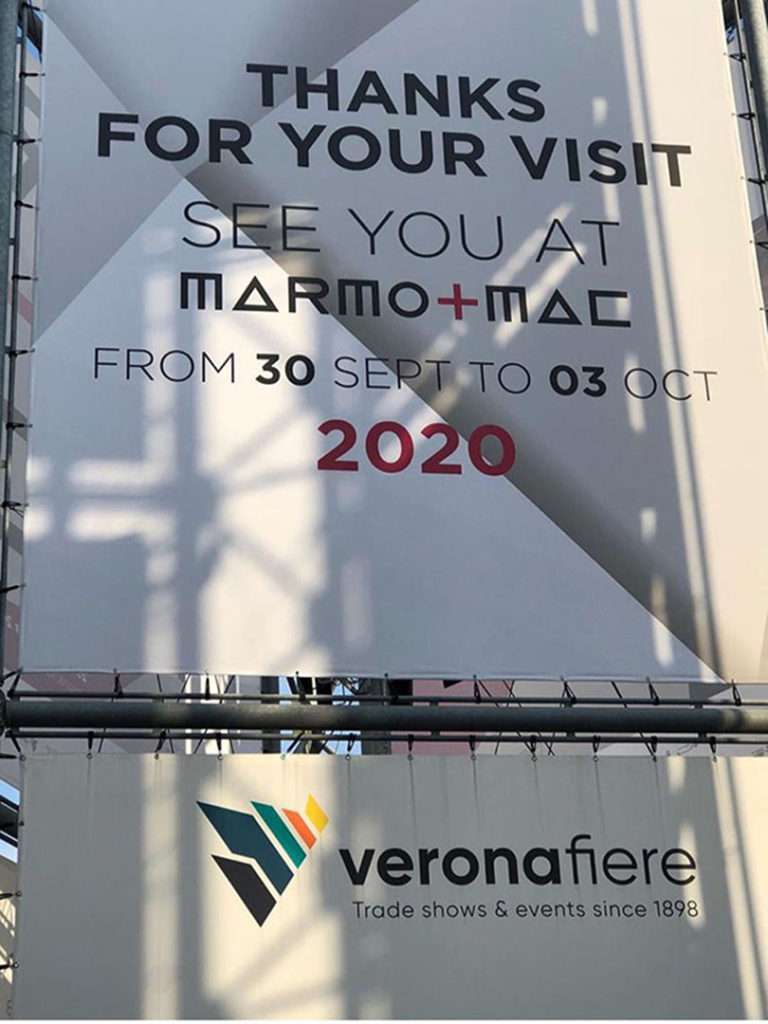 THANKS
FOR YOUR VISIT
SEE YOU AT
MARMO+MAC
FROM 30 SEPT TO 03 OCT
2020
veronafiere
Trade shows & events since 1898